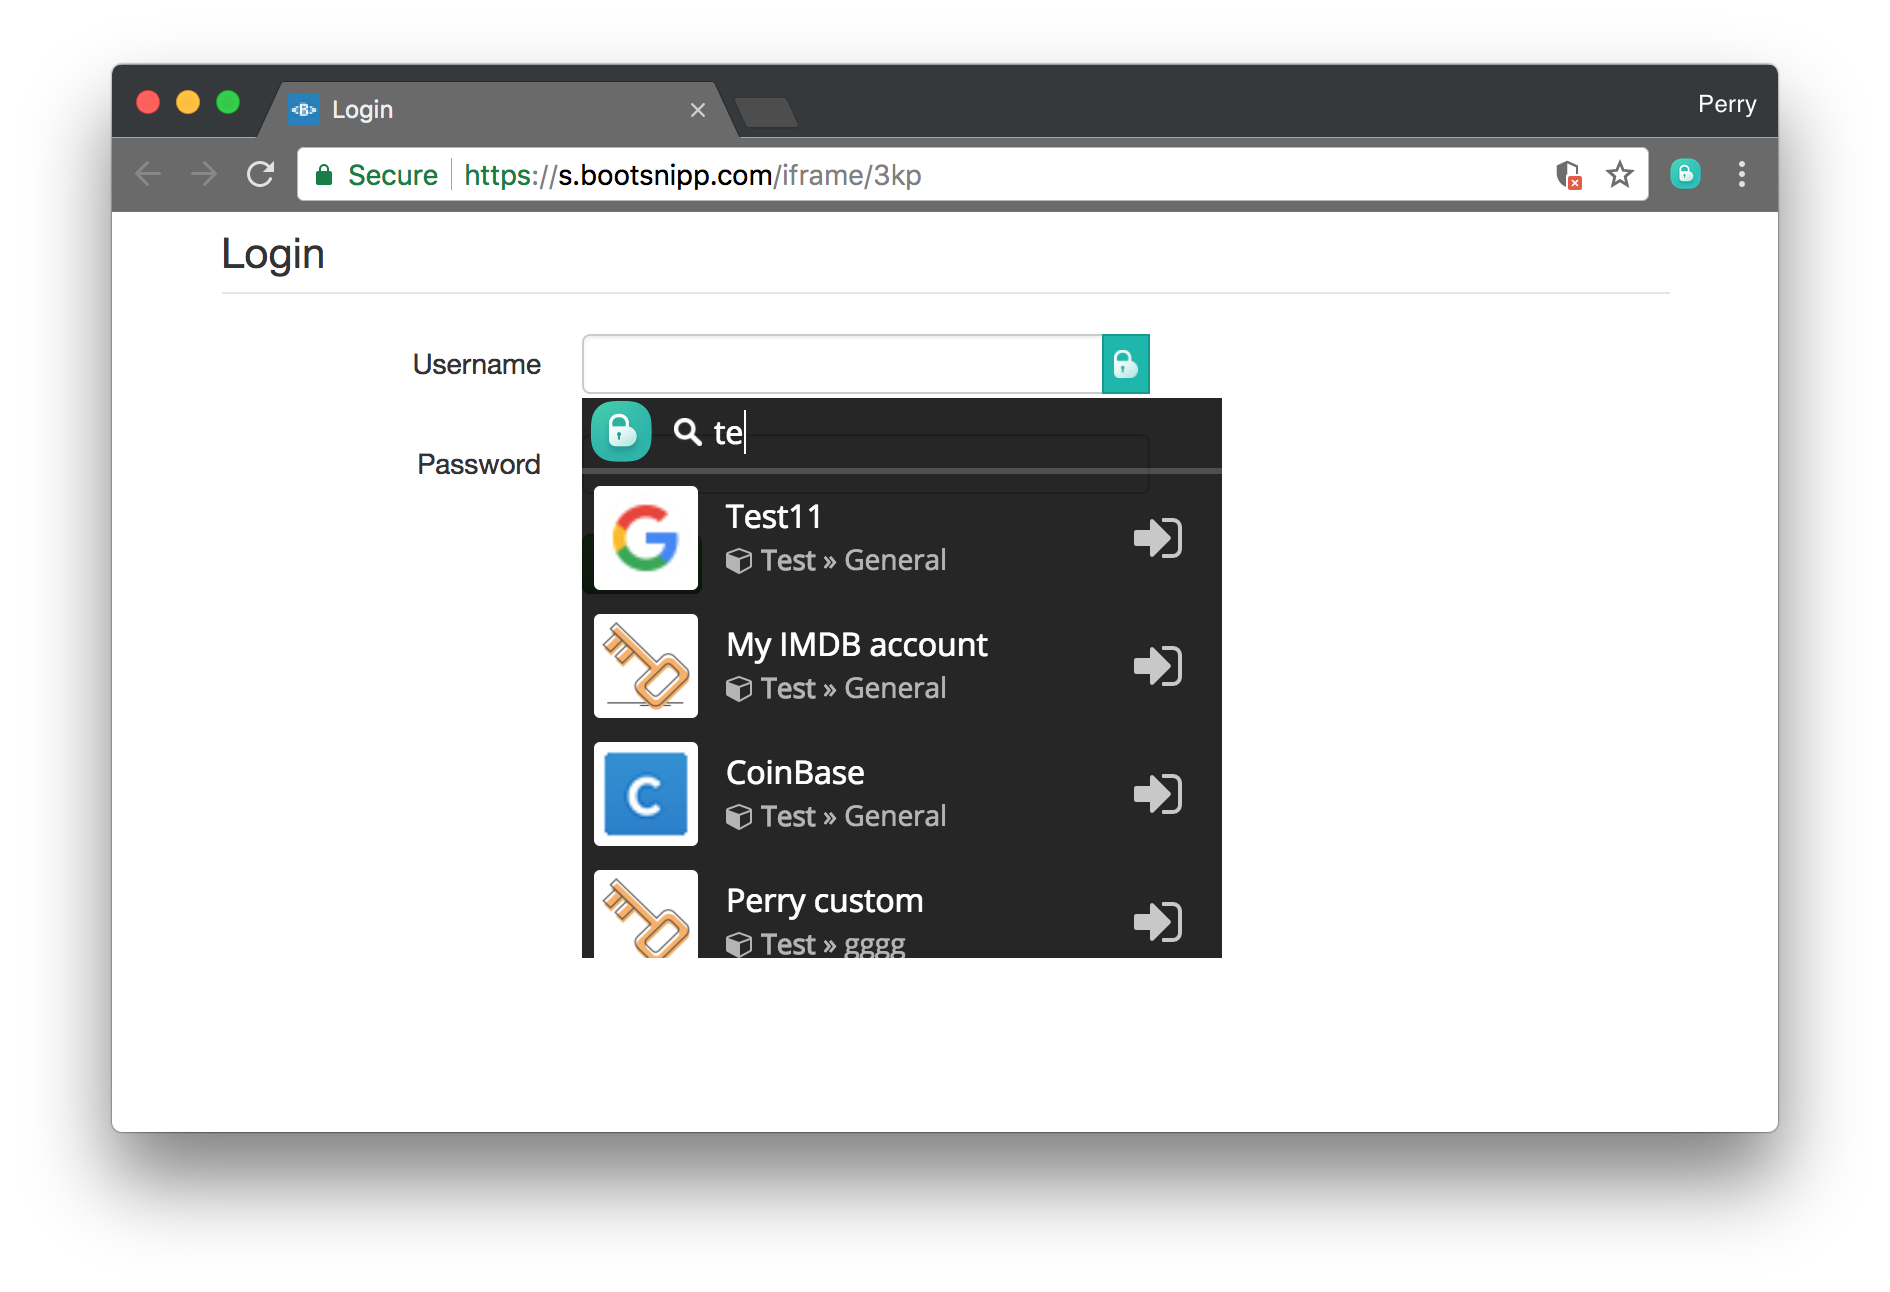 Login
Perry
Secure https://s.bootsnipp.com/iframe/3kp
Login
Username
te
Password
Test11
Test » General
My IMDB account
Test » General
CoinBase
Test » General
Perry custom
Test » gggg